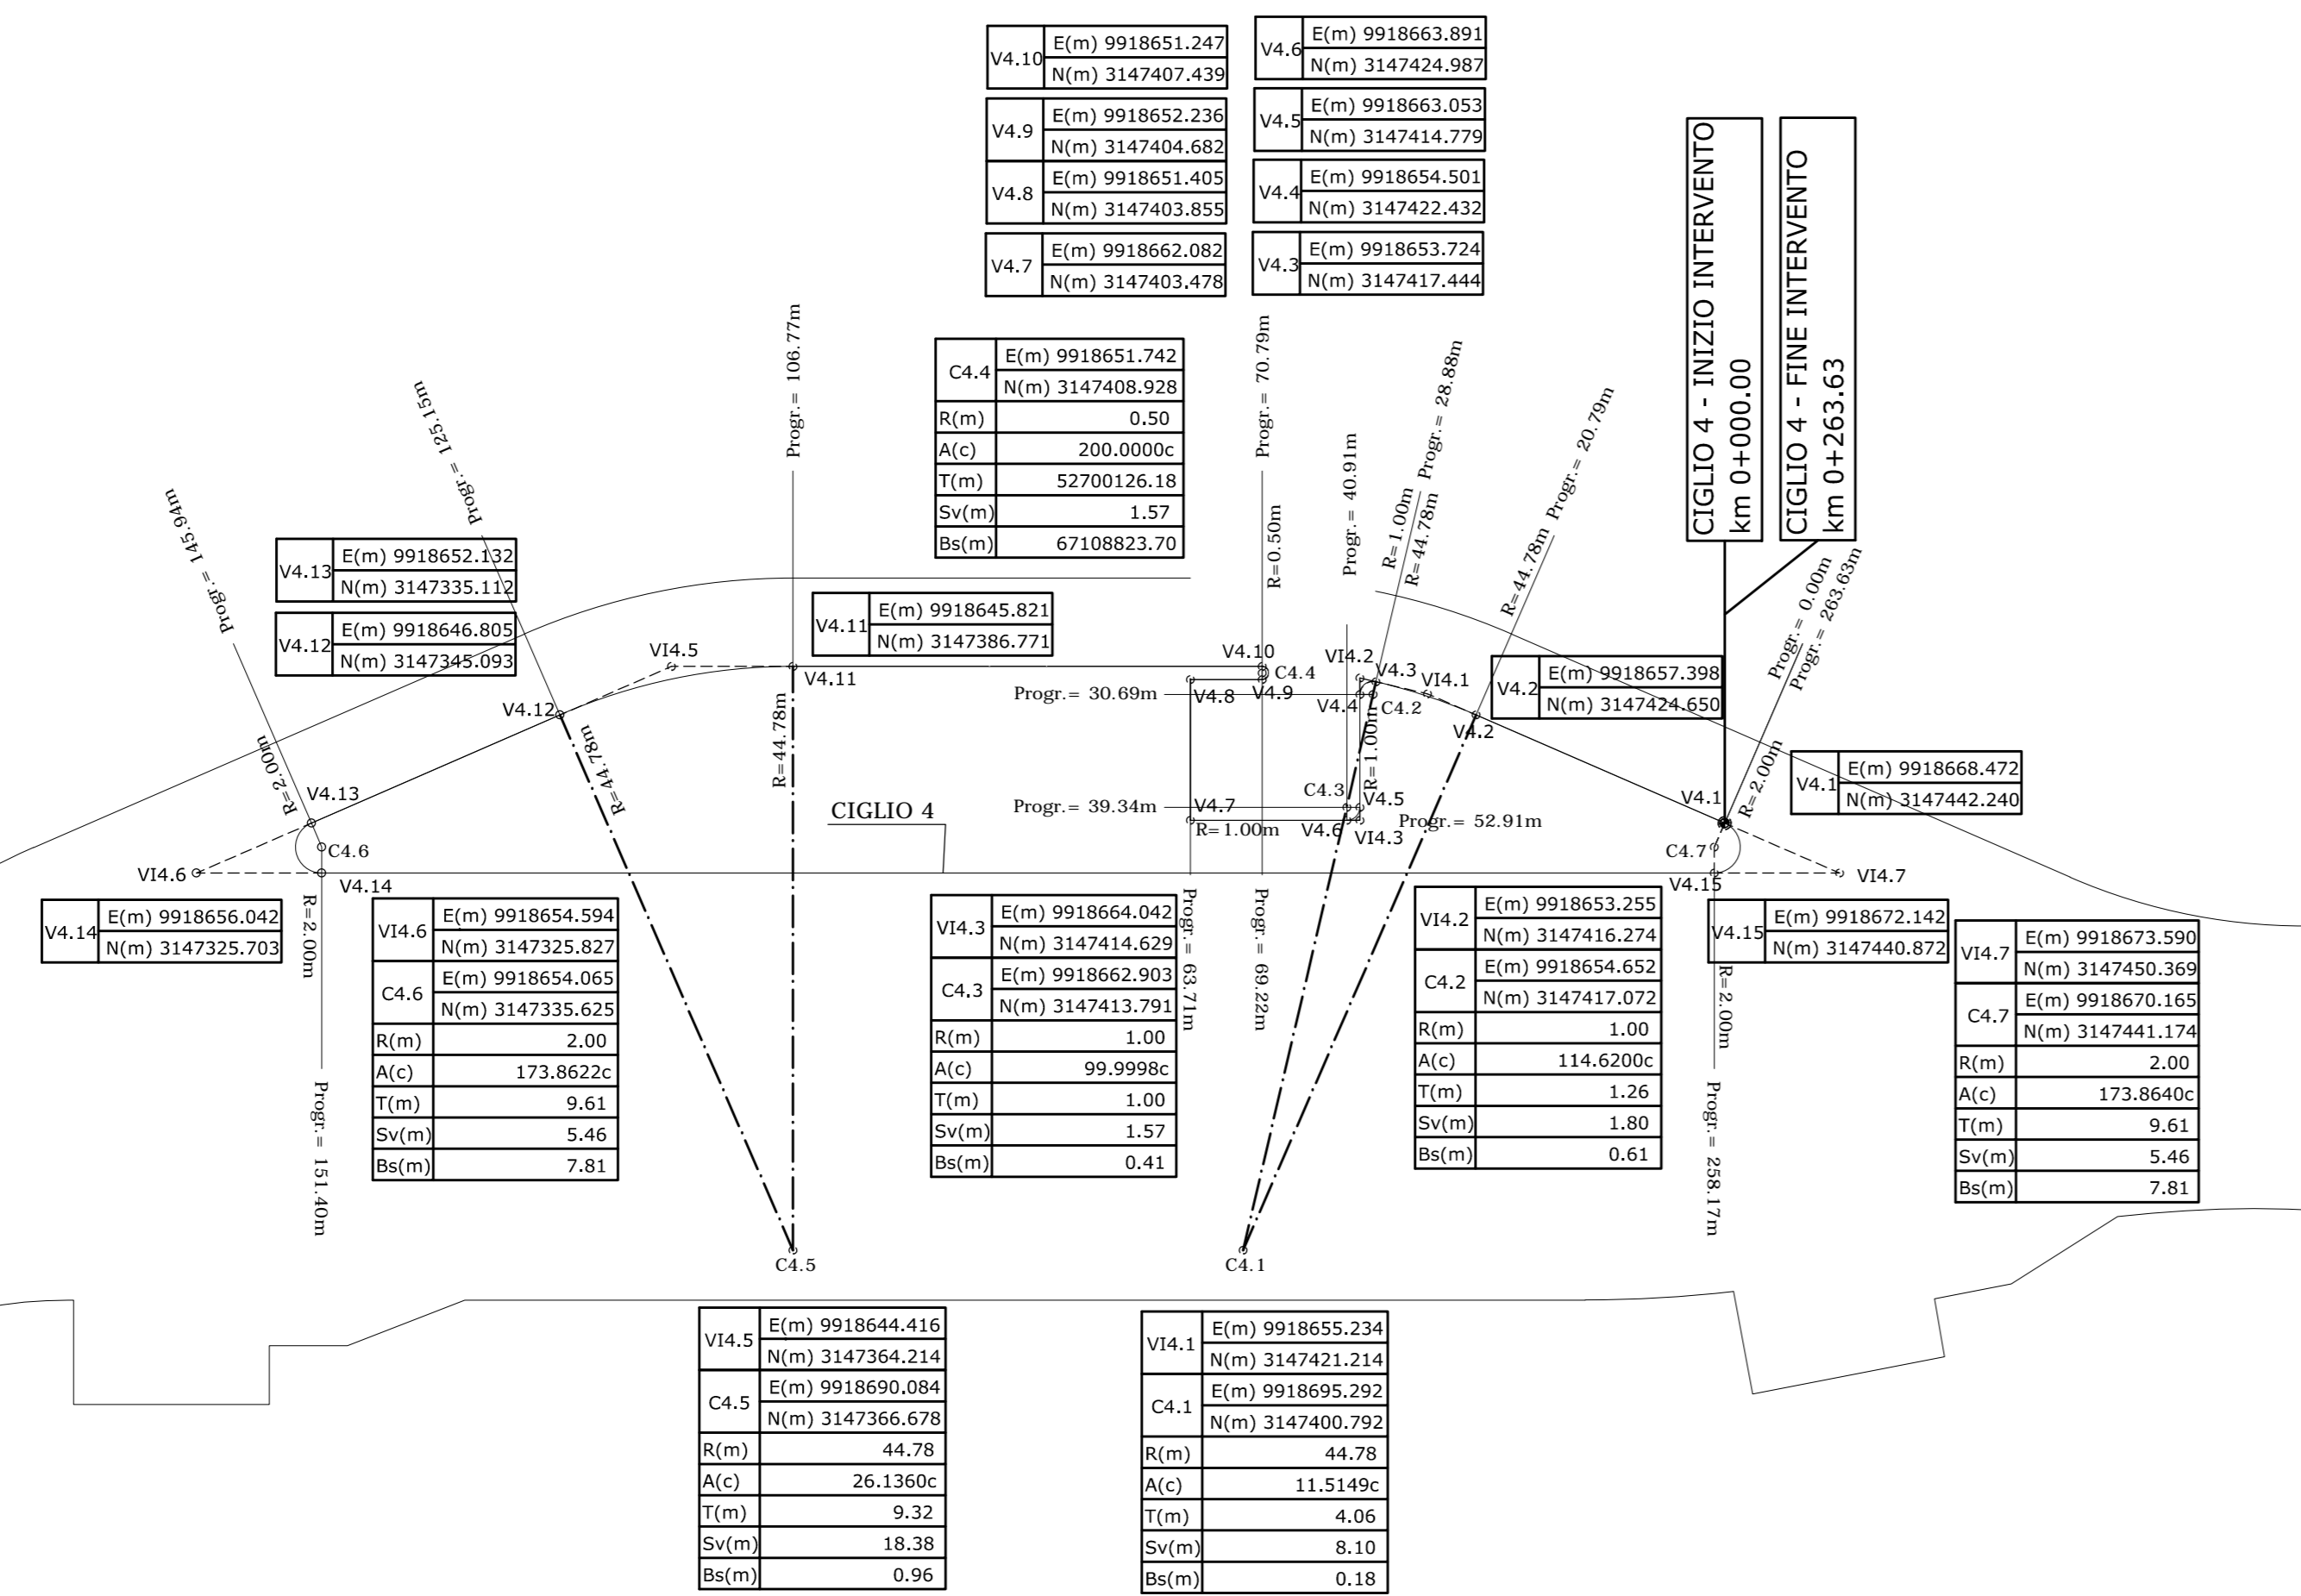 V4.10
E(m) 9918651.247
N(m) 3147407.439
V4.9
E(m) 9918652.236
N(m) 3147404.682
V4.8
E(m) 9918651.405
N(m) 3147403.855
V4.7
E(m) 9918662.082
N(m) 3147403.478
V4.6
E(m) 9918663.891
N(m) 3147424.987
V4.5
E(m) 9918663.053
N(m) 3147414.779
V4.4
E(m) 9918654.501
N(m) 3147422.432
V4.3
E(m) 9918653.724
N(m) 3147417.444
CIGLIO 4 - INIZIO INTERVENTO
km 0+000.00
CIGLIO 4 - FINE INTERVENTO
km 0+263.63
C4.4
E(m) 9918651.742
N(m) 3147408.928
R(m) 0.50
A(c) 200.0000c
T(m) 52700126.18
Sv(m) 1.57
Bs(m) 67108823.70
Progr.= 145.94m
Progr.= 125.15m
Progr.= 106.77m
Progr.= 70.79m
Progr.= 40.91m
R=1.00m Progr.= 28.88m
R=44.78m
R=44.78m Progr.= 20.79m
Progr.= 0.00m
Progr.= 263.63m
R=0.50m
V4.13
E(m) 9918652.132
N(m) 3147335.112
V4.12
E(m) 9918646.805
N(m) 3147345.093
V4.11
E(m) 9918645.821
N(m) 3147386.771
V4.2
E(m) 9918657.398
N(m) 3147424.650
V4.1
E(m) 9918668.472
N(m) 3147442.240
VI4.5
V4.11
V4.10
C4.4
VI4.2
V4.3
VI4.1
V4.8
V4.9
V4.4
C4.2
V4.2
V4.12
Progr.= 30.69m
R=2.00m
R=44.78m
R=44.78m
R=1.00m
R=2.00m
V4.13
C4.3
V4.5
V4.7
Progr.= 39.34m
CIGLIO 4
R=1.00m
V4.6
VI4.3
Progr.= 52.91m
V4.1
C4.6
C4.7
VI4.6
V4.14
V4.15
VI4.7
V4.14
E(m) 9918656.042
N(m) 3147325.703
R=2.00m
Progr.= 151.40m
VI4.6
E(m) 9918654.594
N(m) 3147325.827
C4.6
E(m) 9918654.065
N(m) 3147335.625
R(m) 2.00
A(c) 173.8622c
T(m) 9.61
Sv(m) 5.46
Bs(m) 7.81
VI4.3
E(m) 9918664.042
N(m) 3147414.629
C4.3
E(m) 9918662.903
N(m) 3147413.791
R(m) 1.00
A(c) 99.9998c
T(m) 1.00
Sv(m) 1.57
Bs(m) 0.41
Progr.= 63.71m
Progr.= 69.22m
VI4.2
E(m) 9918653.255
N(m) 3147416.274
C4.2
E(m) 9918654.652
N(m) 3147417.072
R(m) 1.00
A(c) 114.6200c
T(m) 1.26
Sv(m) 1.80
Bs(m) 0.61
V4.15
E(m) 9918672.142
N(m) 3147440.872
R=2.00m
Progr.= 258.17m
VI4.7
E(m) 9918673.590
N(m) 3147450.369
C4.7
E(m) 9918670.165
N(m) 3147441.174
R(m) 2.00
A(c) 173.8640c
T(m) 9.61
Sv(m) 5.46
Bs(m) 7.81
C4.5
C4.1
VI4.5
E(m) 9918644.416
N(m) 3147364.214
C4.5
E(m) 9918690.084
N(m) 3147366.678
R(m) 44.78
A(c) 26.1360c
T(m) 9.32
Sv(m) 18.38
Bs(m) 0.96
VI4.1
E(m) 9918655.234
N(m) 3147421.214
C4.1
E(m) 9918695.292
N(m) 3147400.792
R(m) 44.78
A(c) 11.5149c
T(m) 4.06
Sv(m) 8.10
Bs(m) 0.18